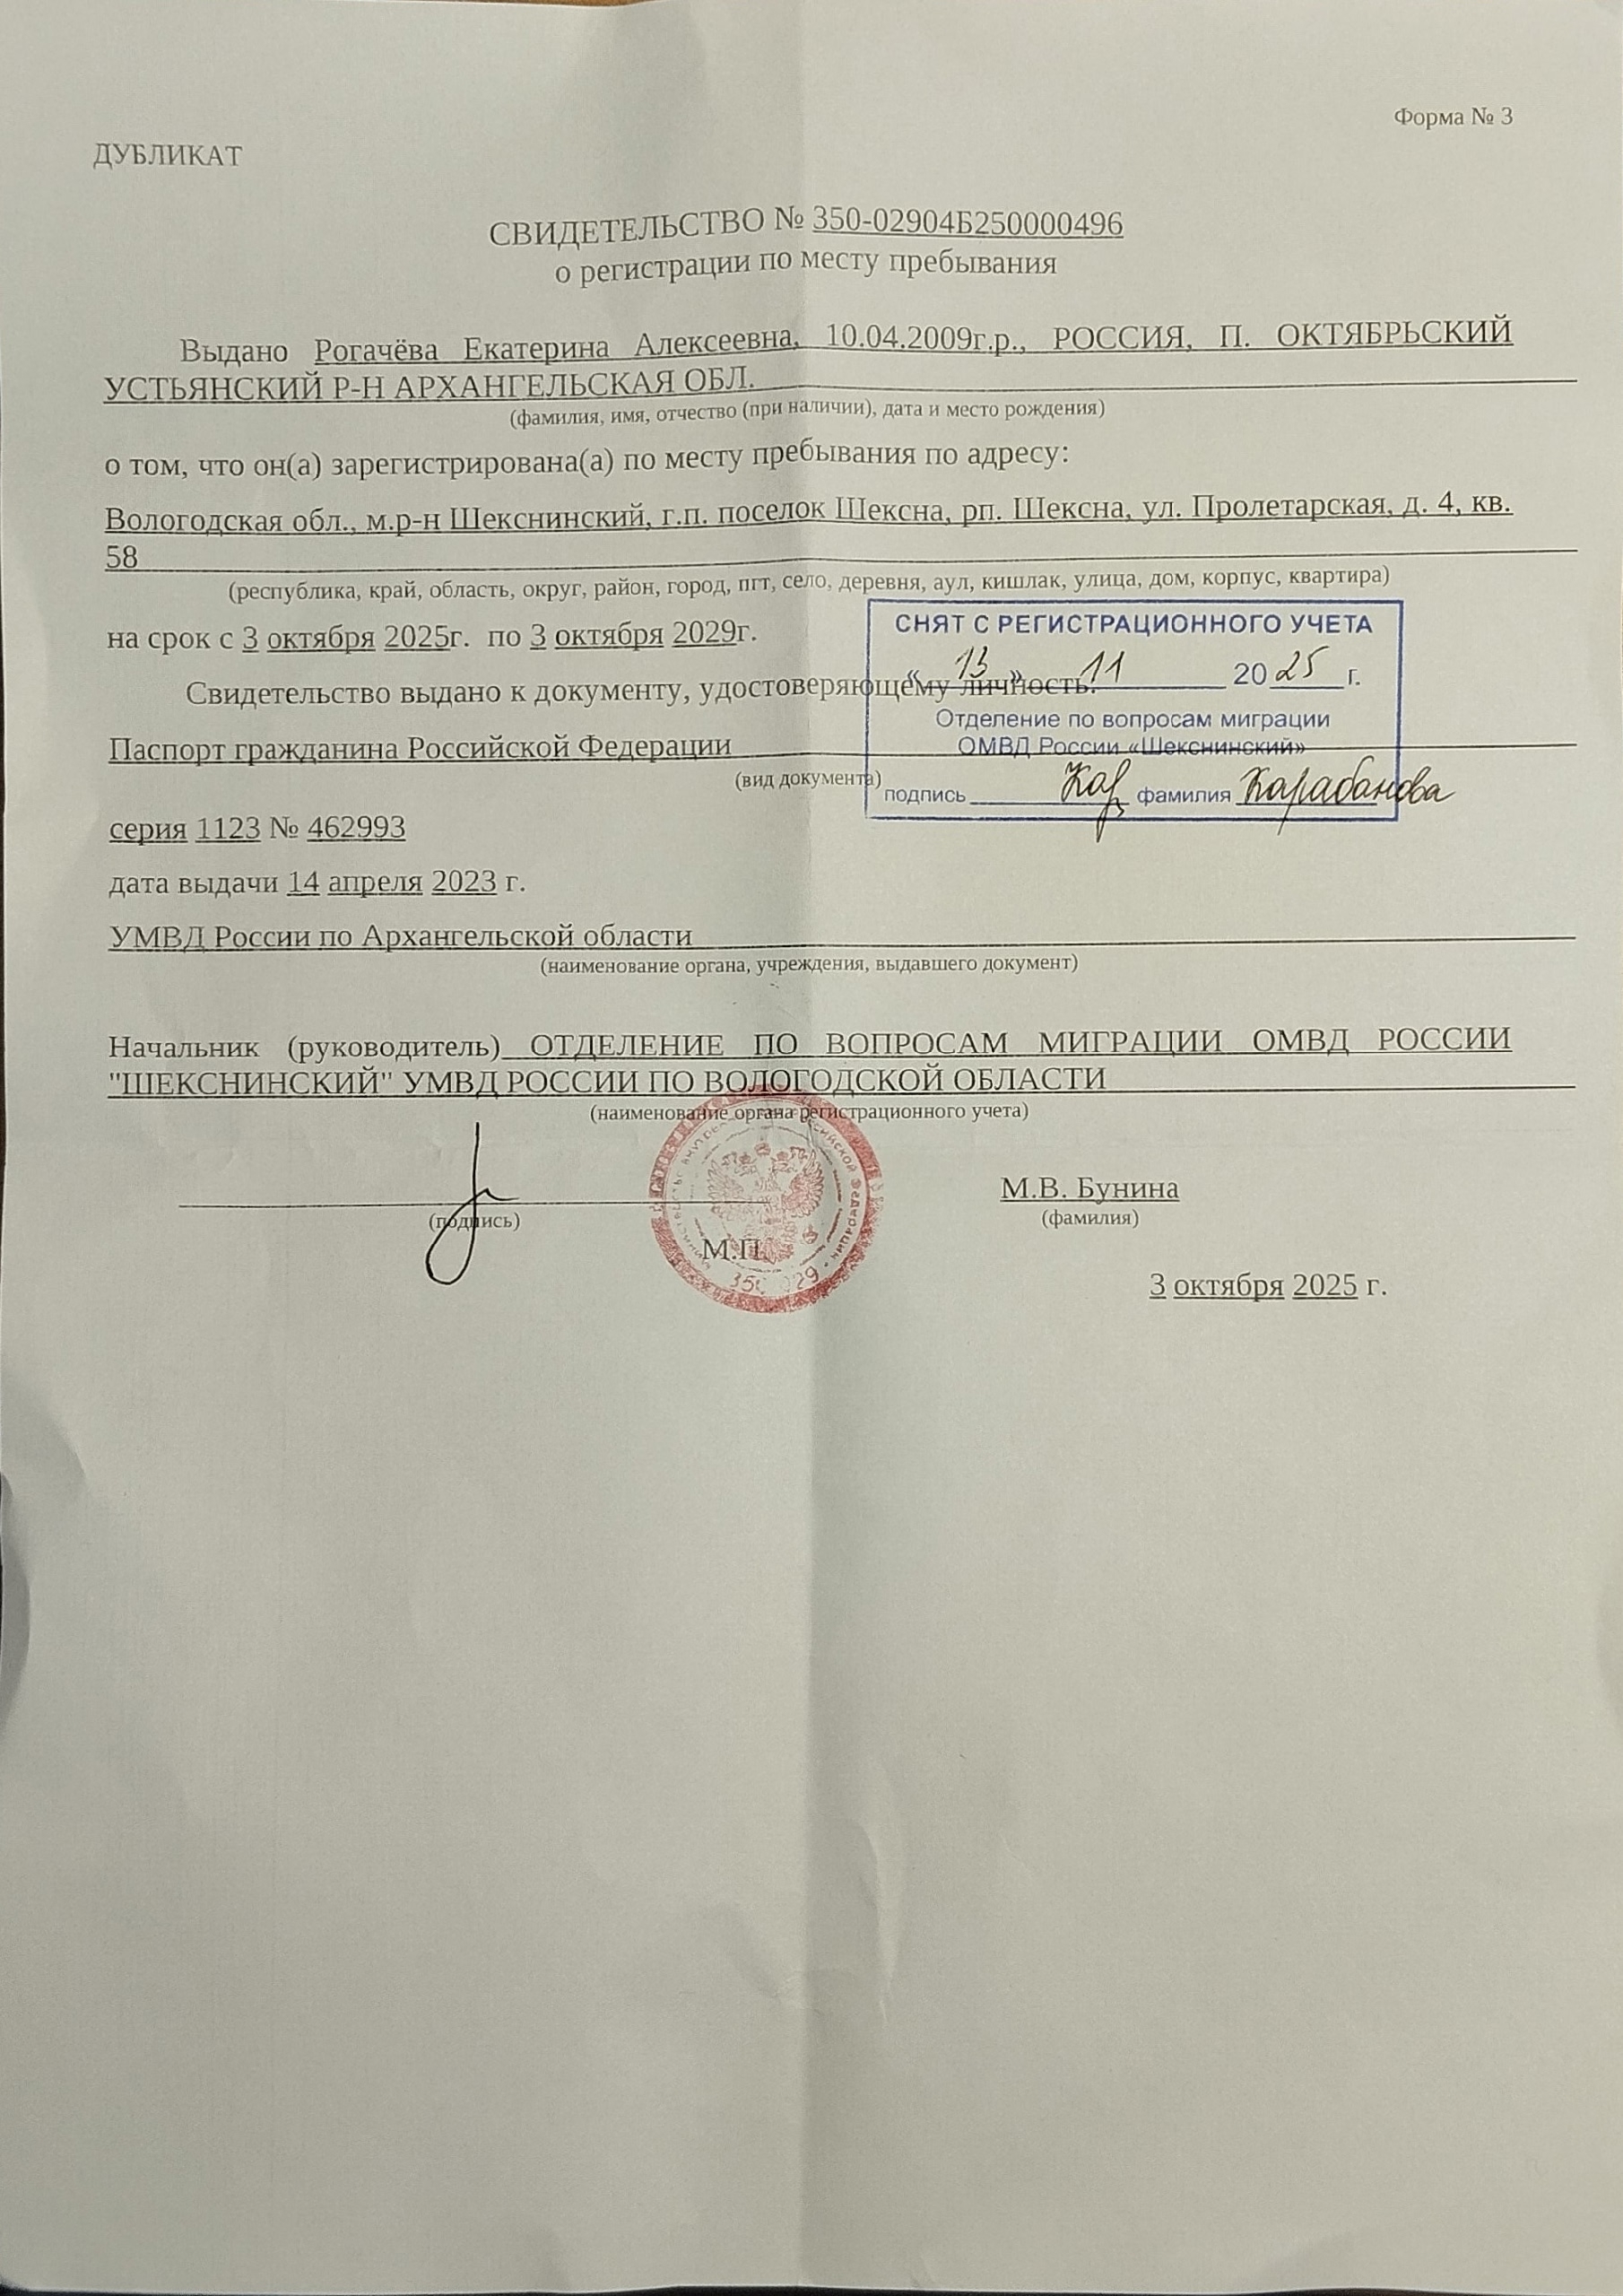 Форма № 3
ДУБЛИКАТ
СВИДЕТЕЛЬСТВО № 350-02904Б250000496
о регистрации по месту пребывания
Выдано Рогачёва Екатерина Алексеевна, 10.04.2009г.р., РОССИЯ, П. ОКТЯБРЬСКИЙ
УСТЬЯНСКИЙ Р-Н АРХАНГЕЛЬСКАЯ ОБЛ.
(фамилия, имя, отчество (при наличии), дата и место рождения)
о том, что он(а) зарегистрирована(а) по месту пребывания по адресу:
Вологодская обл., м.р-н Шекснинский, г.п. поселок Шексна, рп. Шексна, ул. Пролетарская, д. 4, кв.
58
(республика, край, область, округ, район, город, пгт, село, деревня, аул, кишлак, улица, дом, корпус, квартира)
на срок с 3 октября 2025г. по 3 октября 2029г.
СНЯТ С РЕГИСТРАЦИОННОГО УЧЕТА
«13» 11 2025 г.
Свидетельство выдано к документу, удостоверяющему личность:
Отделение по вопросам миграции
ОМВД России «Шекснинский»
Паспорт гражданина Российской Федерации
(вид документа)
подпись Кар фамилия Карабанова
серия 1123 № 462993
дата выдачи 14 апреля 2023 г.
УМВД России по Архангельской области
(наименование органа, учреждения, выдавшего документ)
Начальник (руководитель) ОТДЕЛЕНИЕ ПО ВОПРОСАМ МИГРАЦИИ ОМВД РОССИИ
"ШЕКСНИНСКИЙ" УМВД РОССИИ ПО ВОЛОГОДСКОЙ ОБЛАСТИ
(наименование органа регистрационного учета)
М.В. Бунина
(подпись)
(фамилия)
М.П.
3 октября 2025 г.